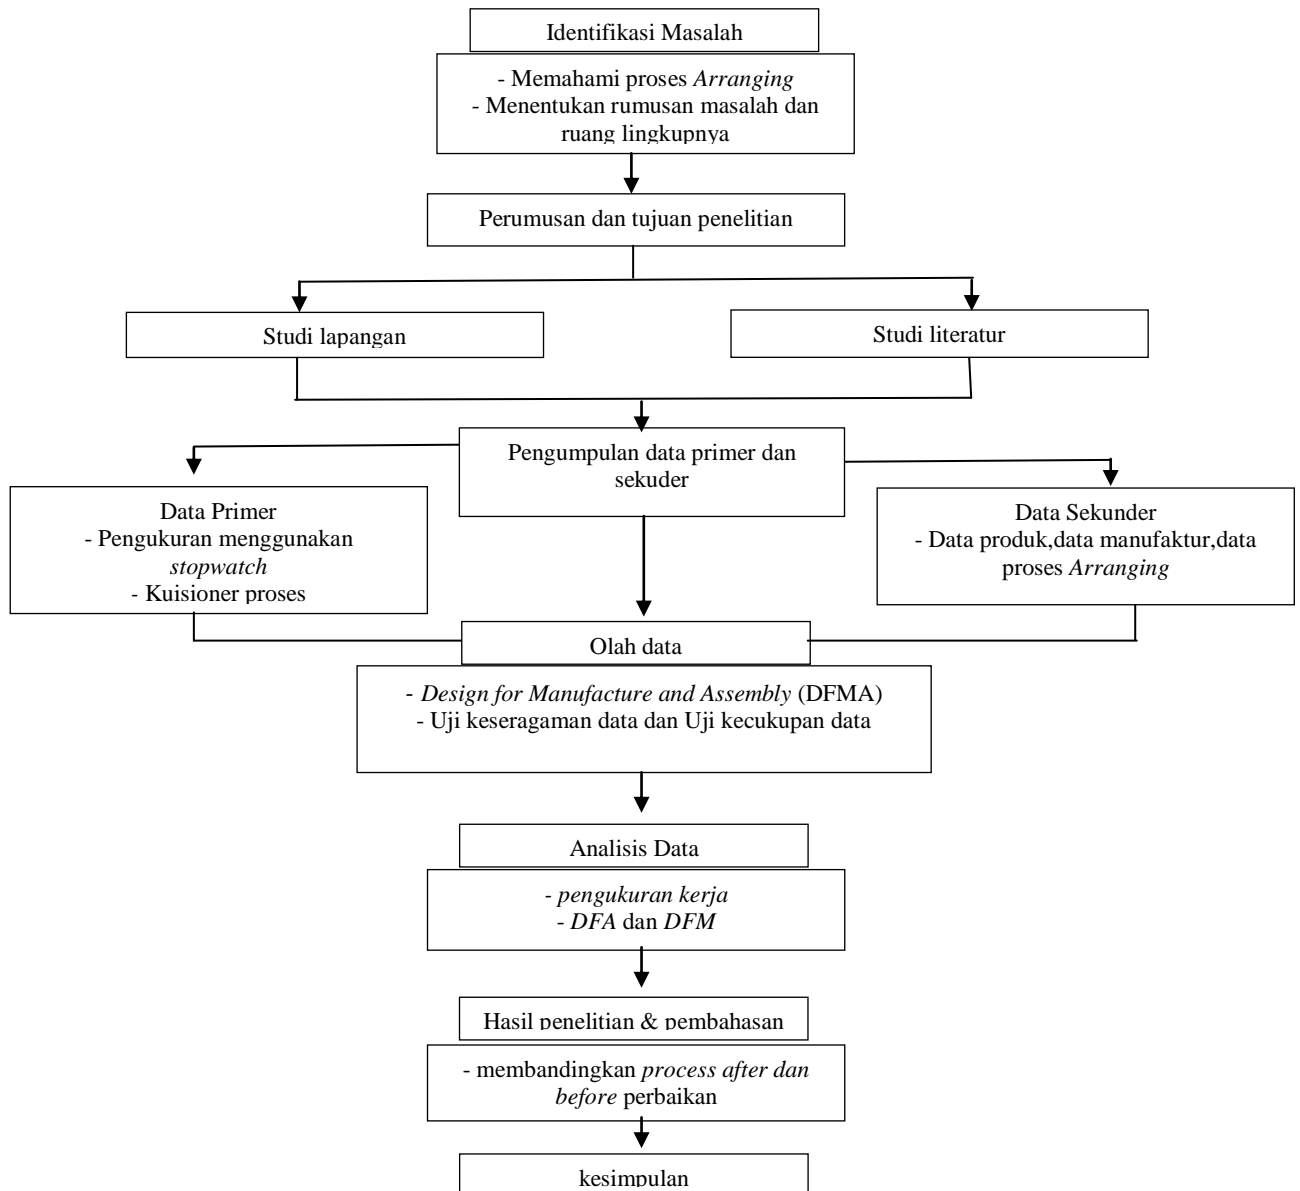 Identifikasi Masalah
- Memahami proses Arranging
- Menentukan rumusan masalah dan
ruang lingkupnya
Perumusan dan tujuan penelitian
Studi lapangan
Studi literatur
Pengumpulan data primer dan
sekuder
Data Primer
- Pengukuran menggunakan
stopwatch
- Kuisioner proses
Data Sekunder
- Data produk,data manufaktur,data
proses Arranging
Olah data
- Design for Manufacture and Assembly (DFMA)
- Uji keseragaman data dan Uji kecukupan data
Analisis Data
- pengukuran kerja
- DFA dan DFM
Hasil penelitian & pembahasan
- membandingkan process after dan
before perbaikan
kesimpulan